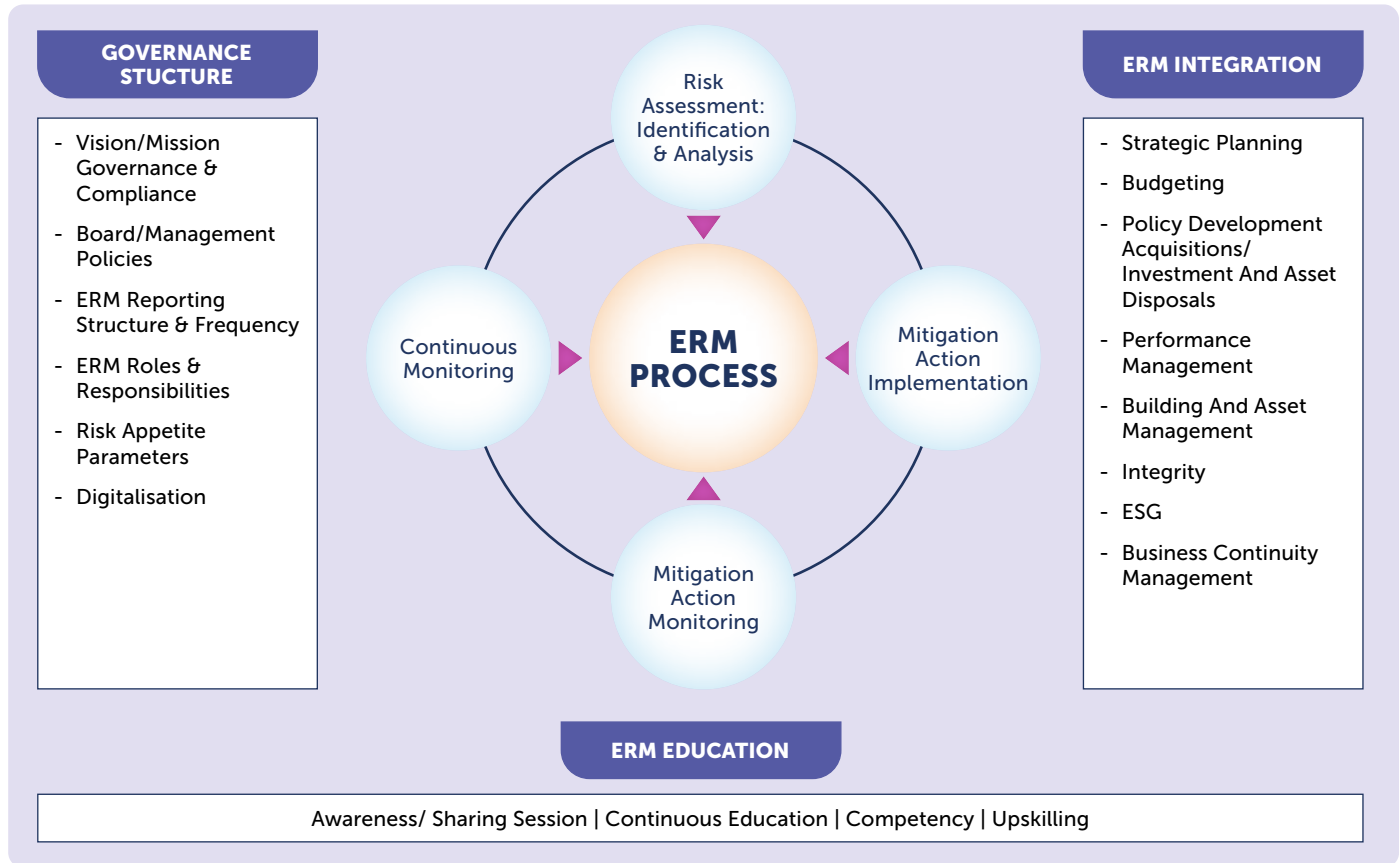 GOVERNANCE
STUCTURE
- Vision/Mission
Governance &
Compliance
- Board/Management
Policies
- ERM Reporting
Structure & Frequency
- ERM Roles &
Responsibilities
- Risk Appetite
Parameters
- Digitalisation
Risk
Assessment:
Identification
& Analysis
Continuous
Monitoring
ERM
PROCESS
Mitigation
Action
Implementation
Mitigation
Action
Monitoring
ERM INTEGRATION
- Strategic Planning
- Budgeting
- Policy Development
Acquisitions/
Investment And Asset
Disposals
- Performance
Management
- Building And Asset
Management
- Integrity
- ESG
- Business Continuity
Management
ERM EDUCATION
Awareness/ Sharing Session | Continuous Education | Competency | Upskilling